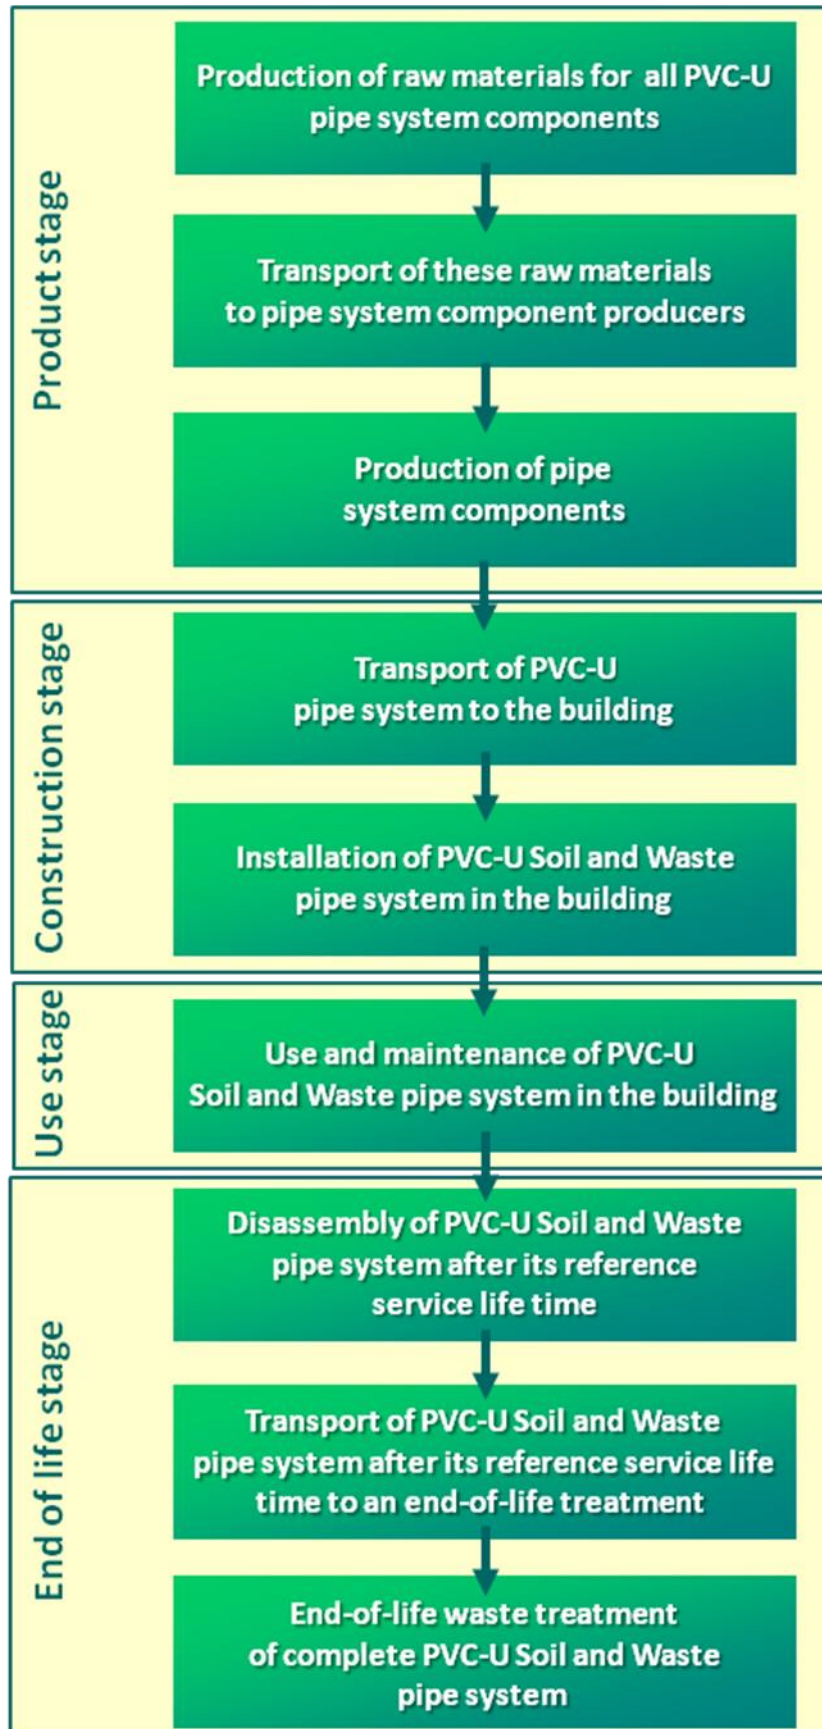 Product stage
Production of raw materials for all PVC-U
pipe system components
Transport of these raw materials
to pipe system component producers
Production of pipe
system components
Construction stage
Transport of PVC-U
pipe system to the building
Installation of PVC-U Soil and Waste
pipe system in the building
Use stage
Use and maintenance of PVC-U
Soil and Waste pipe system in the building
End of life stage
Disassembly of PVC-U Soil and Waste
pipe system after its reference
service life time
Transport of PVC-U Soil and Waste
pipe system after its reference service life
time to an end-of-life treatment
End-of-life waste treatment
of complete PVC-U Soil and Waste
pipe system